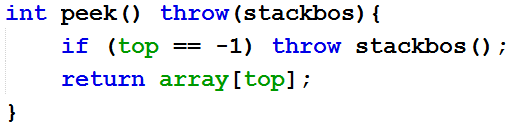 int peek() throw(stackbos){
    if (top == -1) throw stackbos();
    return array[top];
}